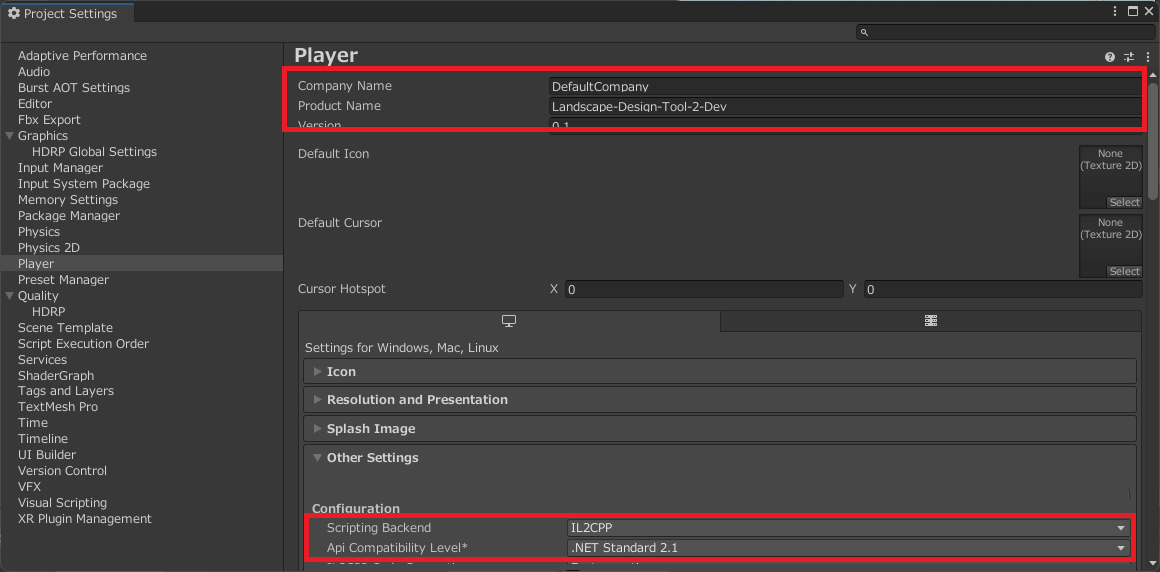 Project Settings
Adaptive Performance
Audio
Burst AOT Settings
Editor
Fbx Export
Graphics
HDRP Global Settings
Input Manager
Input System Package
Memory Settings
Package Manager
Physics
Physics 2D
Player
Preset Manager
Quality
HDRP
Scene Template
Script Execution Order
Services
ShaderGraph
Tags and Layers
TextMesh Pro
Time
Timeline
UI Builder
Version Control
VFX
Visual Scripting
XR Plugin Management
Player
Company Name DefaultCompany
Product Name Landscape-Design-Tool-2-Dev
Version 0.1
Default Icon
None
(Texture 2D)
Select
Default Cursor
None
(Texture 2D)
Select
Cursor Hotspot X 0 Y 0
Settings for Windows, Mac, Linux
Icon
Resolution and Presentation
Splash Image
Other Settings
Configuration
Scripting Backend IL2CPP
Api Compatibility Level* .NET Standard 2.1